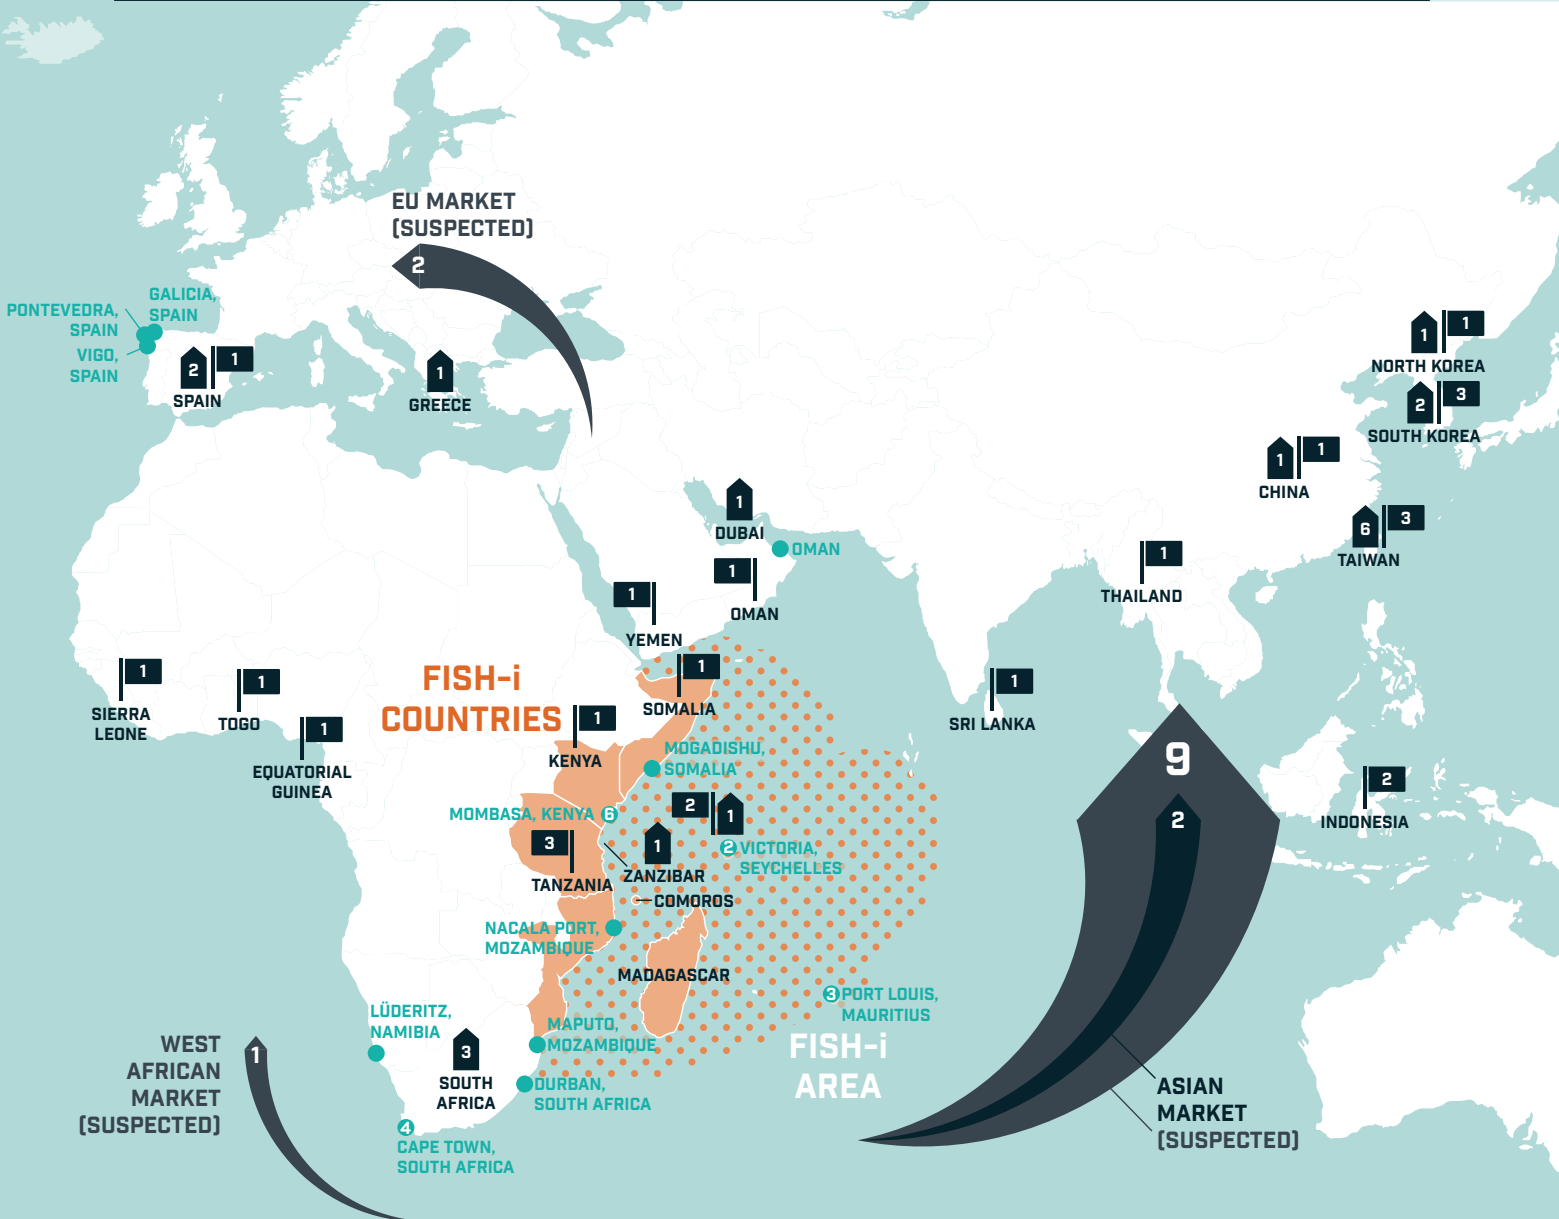 EU MARKET
(SUSPECTED)
2
GALICIA,
SPAIN
PONTEVEDRA,
SPAIN
VIGO,
SPAIN
2
1
SPAIN
1
GREECE
1
1
NORTH KOREA
2
3
SOUTH KOREA
1
1
CHINA
6
3
TAIWAN
1
DUBAI
OMAN
1
OMAN
1
YEMEN
1
THAILAND
1
SIERRA
LEONE
1
TOGO
1
EQUATORIAL
GUINEA
FISH-i
COUNTRIES
1
SOMALIA
1
KENYA
1
SRI LANKA
MOGADISHU,
SOMALIA
MOMBASA, KENYA 6
2
1
2 VICTORIA,
SEYCHELLES
3
TANZANIA
1
ZANZIBAR
COMOROS
9
2
2
INDONESIA
NACALA PORT,
MOZAMBIQUE
MADAGASCAR
3 PORT LOUIS,
MAURITIUS
LÜDERITZ,
NAMIBIA
MAPUTO,
MOZAMBIQUE
FISH-i
AREA
WEST
AFRICAN
MARKET
(SUSPECTED)
1
3
SOUTH
AFRICA
DURBAN,
SOUTH AFRICA
4
CAPE TOWN,
SOUTH AFRICA
ASIAN
MARKET
(SUSPECTED)